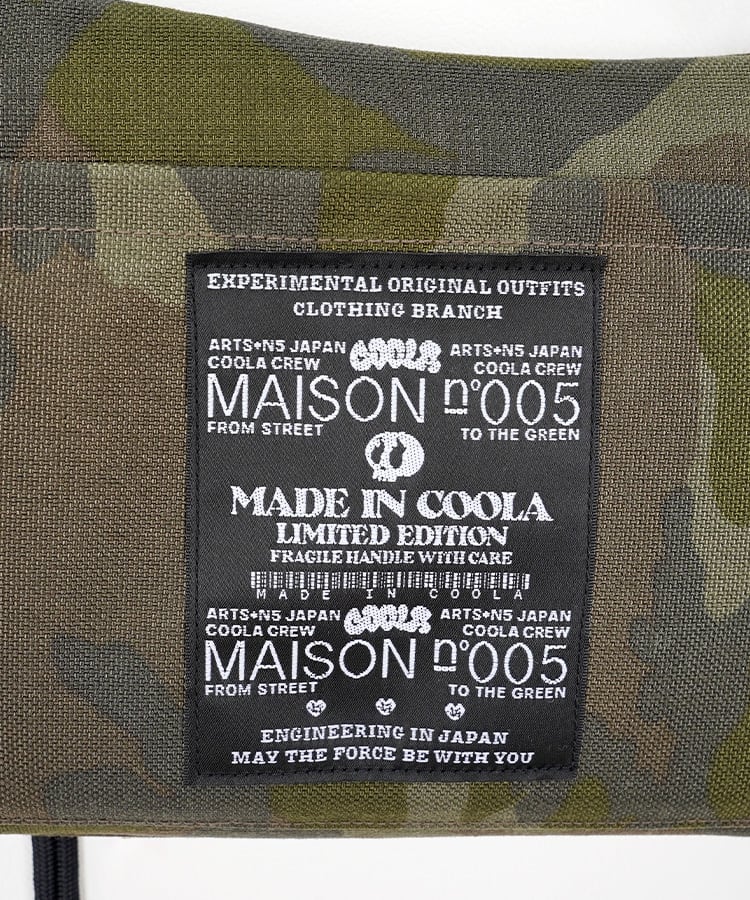 EXPERIMENTAL ORIGINAL OUTFITS
CLOTHING BRANCH
ARTS+N5 JAPAN COOLA ARTS+N5 JAPAN
COOLA CREW COOLA CREW
MAISON nº005
FROM STREET TO THE GREEN
MADE IN COOLA
LIMITED EDITION
FRAGILE HANDLE WITH CARE
MADE IN COOLA
ARTS+N5 JAPAN COOLA ARTS+N5 JAPAN
COOLA CREW COOLA CREW
MAISON nº005
FROM STREET TO THE GREEN
ENGINEERING IN JAPAN
MAY THE FORCE BE WITH YOU